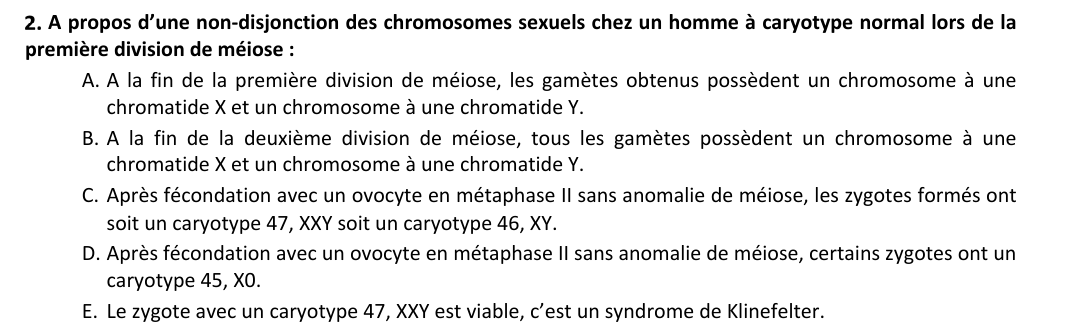 2. A propos d’une non-disjonction des chromosomes sexuels chez un homme à caryotype normal lors de la
première division de méiose :
A. A la fin de la première division de méiose, les gamètes obtenus possèdent un chromosome à une
chromatide X et un chromosome à une chromatide Y.
B. A la fin de la deuxième division de méiose, tous les gamètes possèdent un chromosome à une
chromatide X et un chromosome à une chromatide Y.
C. Après fécondation avec un ovocyte en métaphase II sans anomalie de méiose, les zygotes formés ont
soit un caryotype 47, XXY soit un caryotype 46, XY.
D. Après fécondation avec un ovocyte en métaphase II sans anomalie de méiose, certains zygotes ont un
caryotype 45, X0.
E. Le zygote avec un caryotype 47, XXY est viable, c’est un syndrome de Klinefelter.